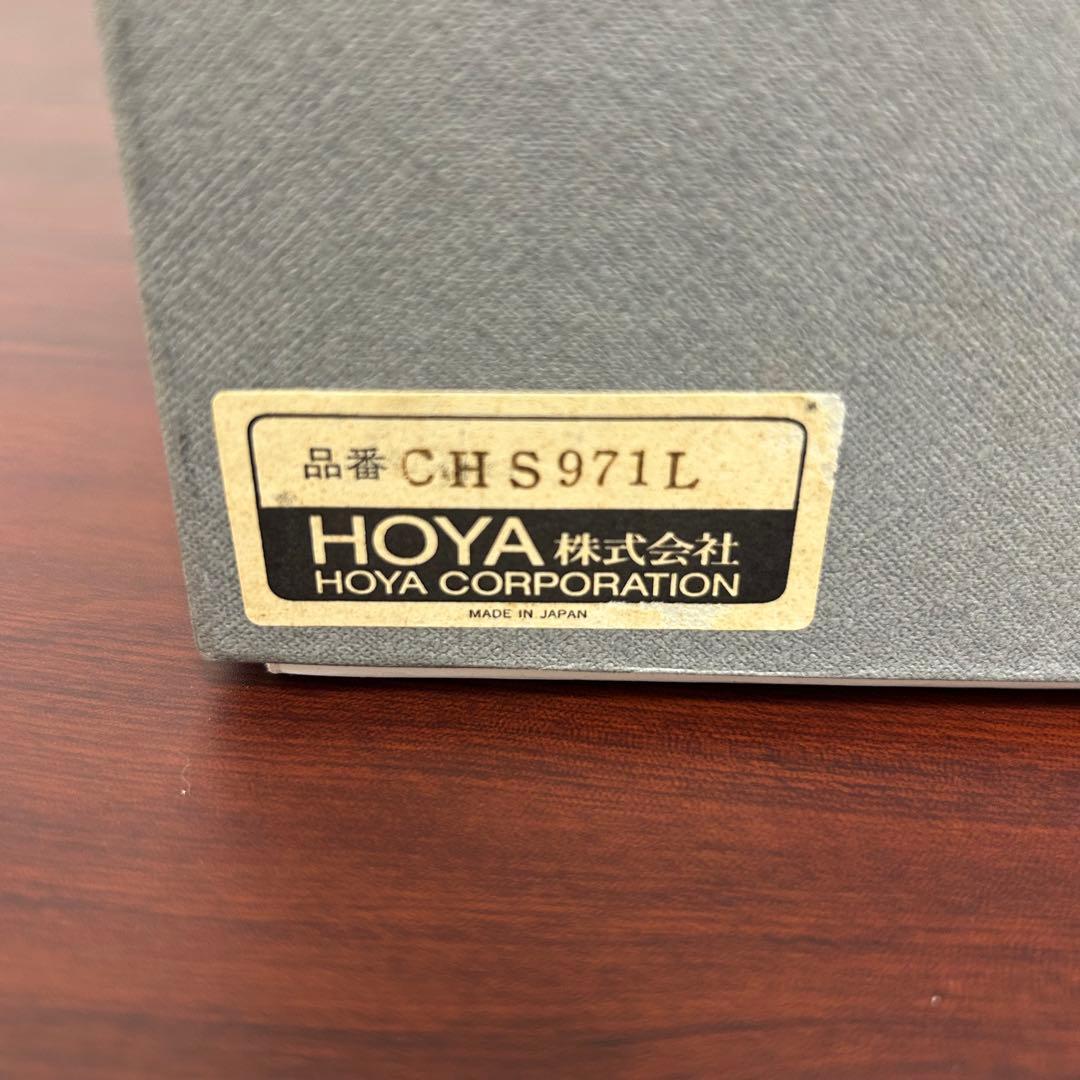 品番 CHS971L
HOYA 株式会社
HOYA CORPORATION
MADE IN JAPAN